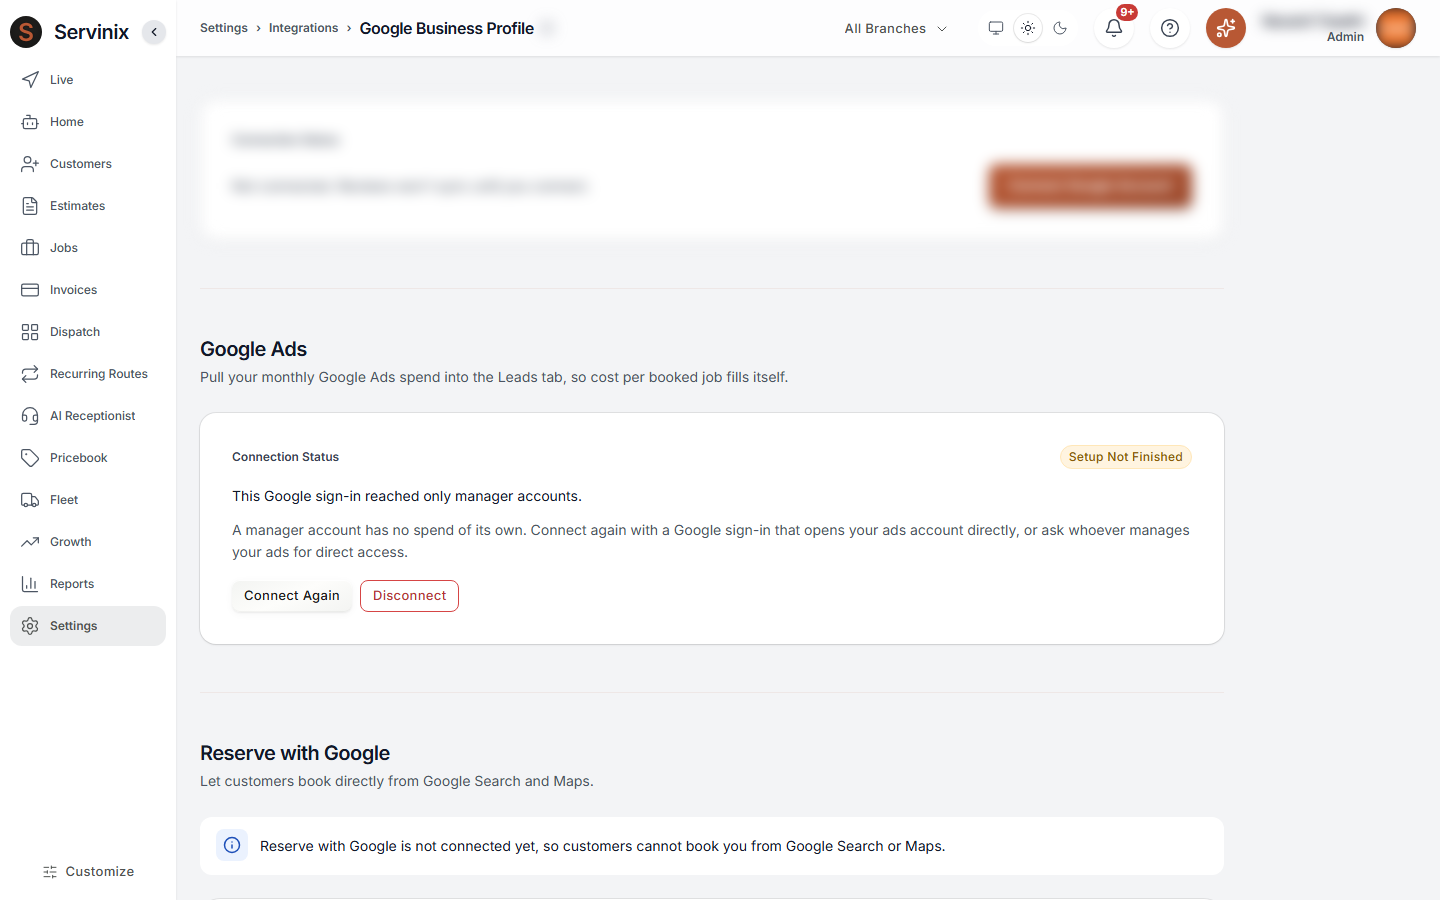 Servinix
Settings › Integrations › Google Business Profile
All Branches
9+
Admin
Live
Home
Customers
Estimates
Jobs
Invoices
Dispatch
Recurring Routes
AI Receptionist
Pricebook
Fleet
Growth
Reports
Settings
Customize
Google Ads
Pull your monthly Google Ads spend into the Leads tab, so cost per booked job fills itself.
Connection Status
Setup Not Finished
This Google sign-in reached only manager accounts.
A manager account has no spend of its own. Connect again with a Google sign-in that opens your ads account directly, or ask whoever manages
your ads for direct access.
Connect Again
Disconnect
Reserve with Google
Let customers book directly from Google Search and Maps.
Reserve with Google is not connected yet, so customers cannot book you from Google Search or Maps.